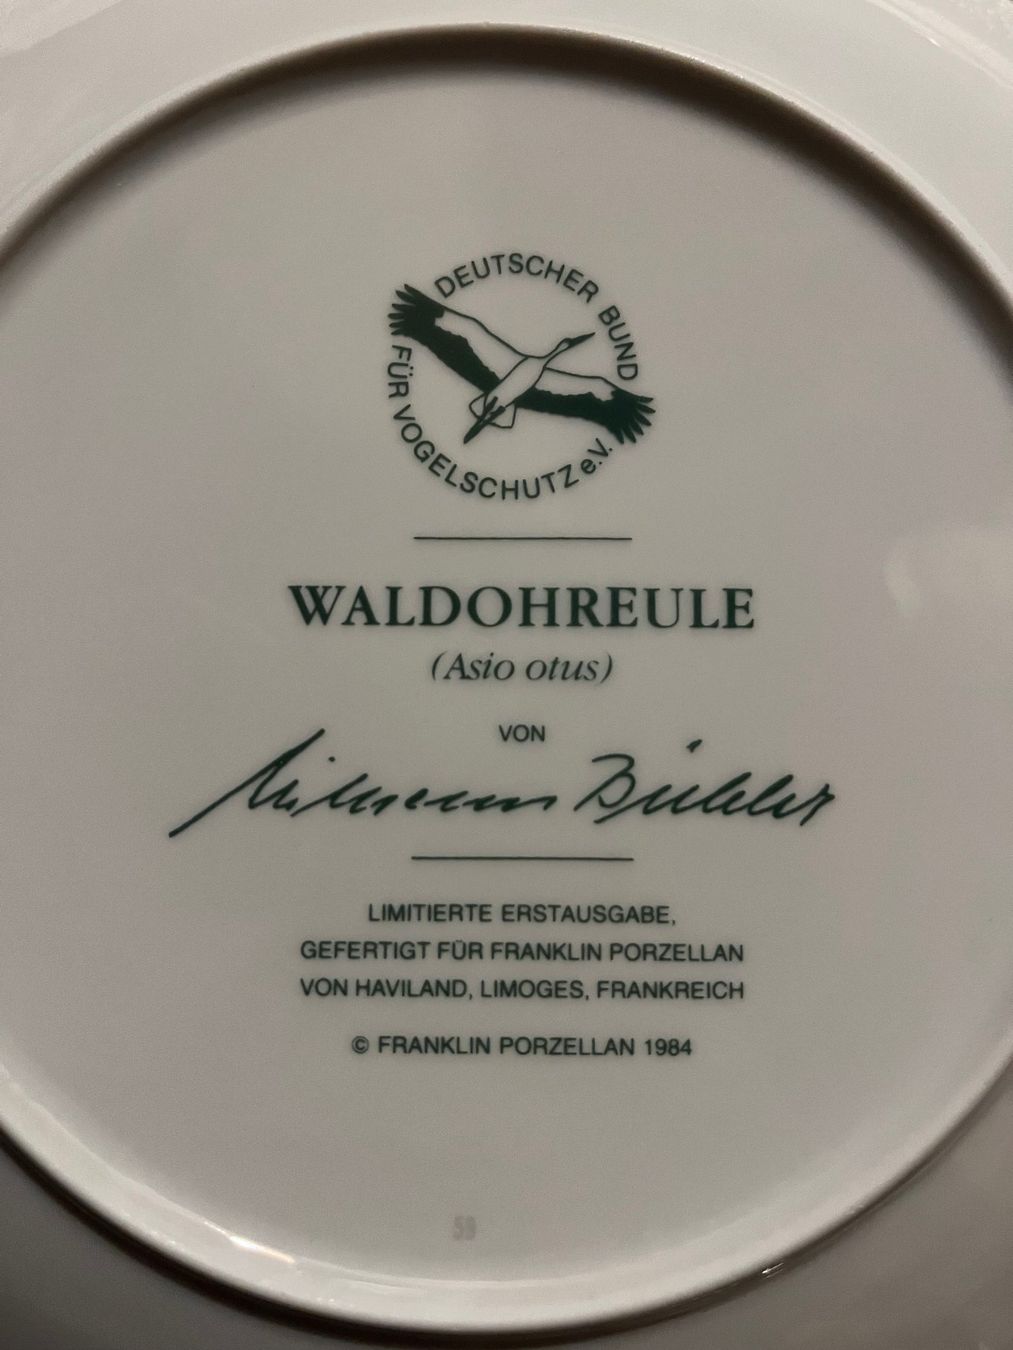 DEUTSCHER BUND
FÜR VOGELSCHUTZ e.V.
WALDOHREULE
(Asio otus)
VON
LIMITIERTE ERSTAUSGABE,
GEFERTIGT FÜR FRANKLIN PORZELLAN
VON HAVILAND, LIMOGES, FRANKREICH
© FRANKLIN PORZELLAN 1984